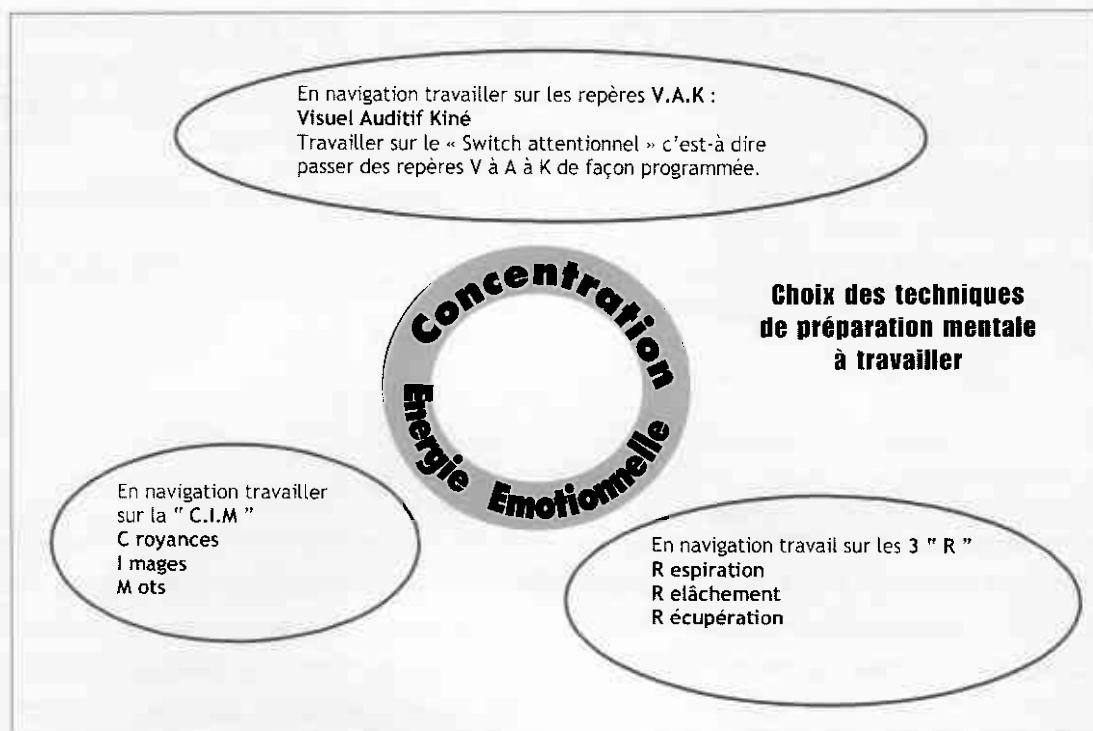 En navigation travailler sur les repères V.A.K :
Visuel Auditif Kiné
Travailler sur le « Switch attentionnel » c'est-à dire
passer des repères V à A à K de façon programmée.
Concentration
Energie Emotionnelle
Choix des techniques
de préparation mentale
à travailler
En navigation travailler
sur la " C.I.M "
C royances
I mages
M ots
En navigation travail sur les 3 " R "
R espiration
R elâchement
R écupération